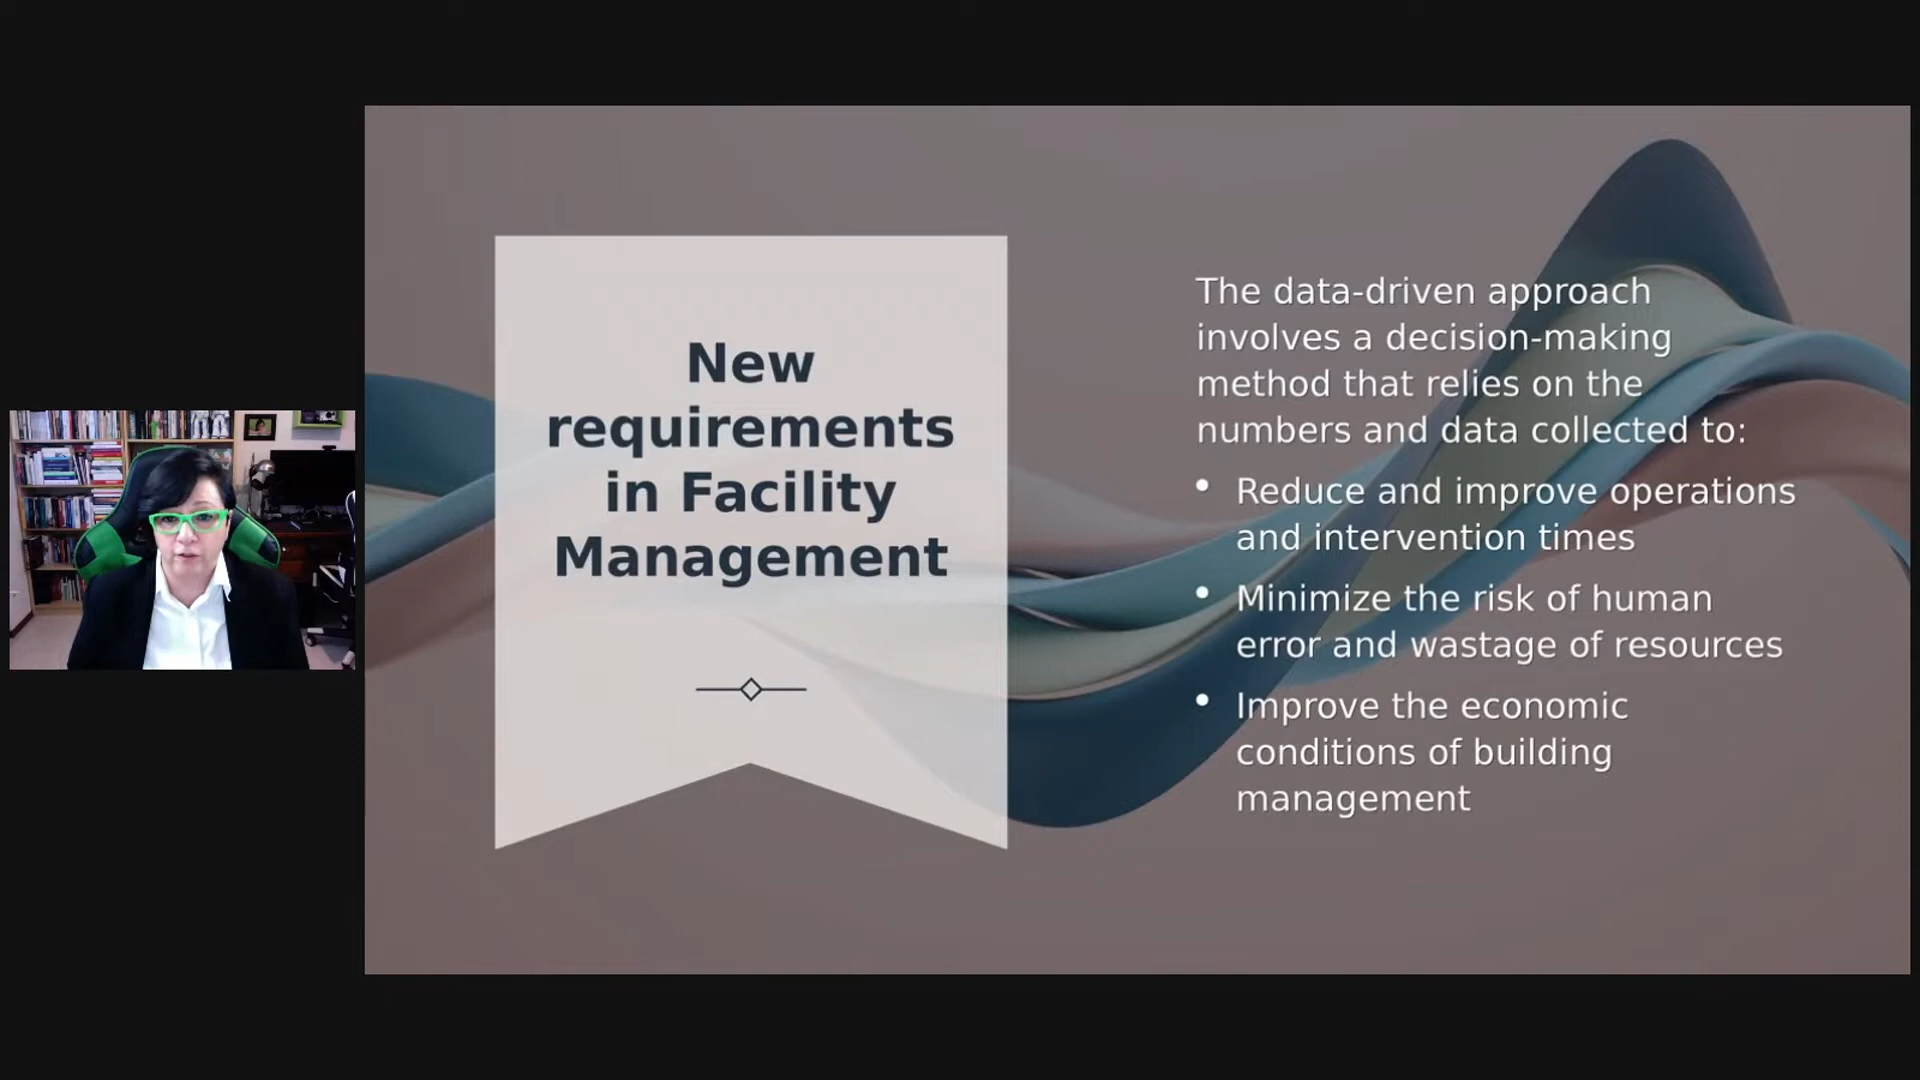 New
requirements
in Facility
Management
The data-driven approach
involves a decision-making
method that relies on the
numbers and data collected to:
• Reduce and improve operations
and intervention times
• Minimize the risk of human
error and wastage of resources
• Improve the economic
conditions of building
management